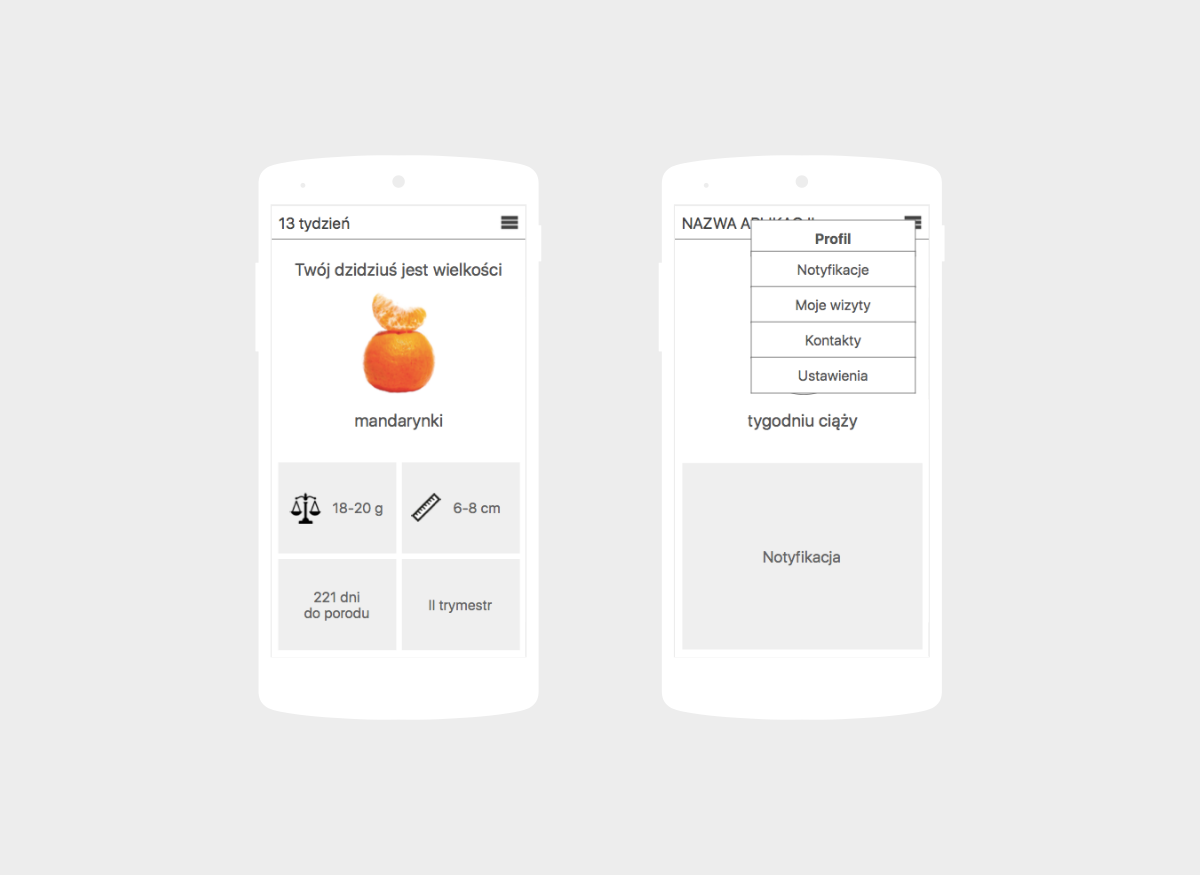 13 tydzień
Twój dzidziuś jest wielkości
mandarynki
18-20 g
6-8 cm
221 dni
do porodu
II trymestr
NAZWA
Profil
Notyfikacje
Moje wizyty
Kontakty
Ustawienia
tygodniu ciąży
Notyfikacja